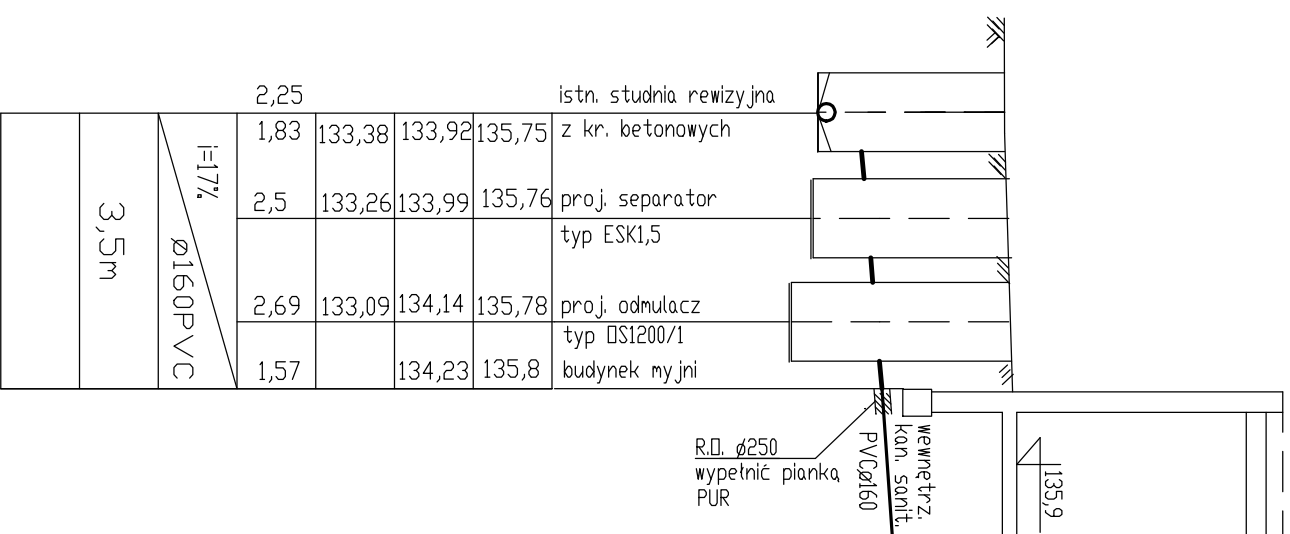 2,25
istn. studnia rewizyjna
1,83 133,38 133,92 135,75 z kr. betonowych
i=17%
2,5 133,26 133,99 135,76 proj. separator
typ ESK1,5
3,5m
ø160PVC
2,69 133,09 134,14 135,78 proj. odmulacz
typ OS1200/1
1,57 134,23 135,8 budynek myjni
R.O. ø250
wypełnić pianką
PUR
PVCø160
wewnętrz.
kan. sanit.
135,9